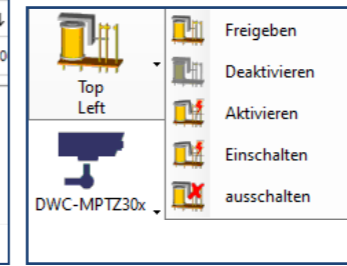 Top
Left
DWC-MPTZ30x
Freigeben
Deaktivieren
Aktivieren
Einschalten
ausschalten